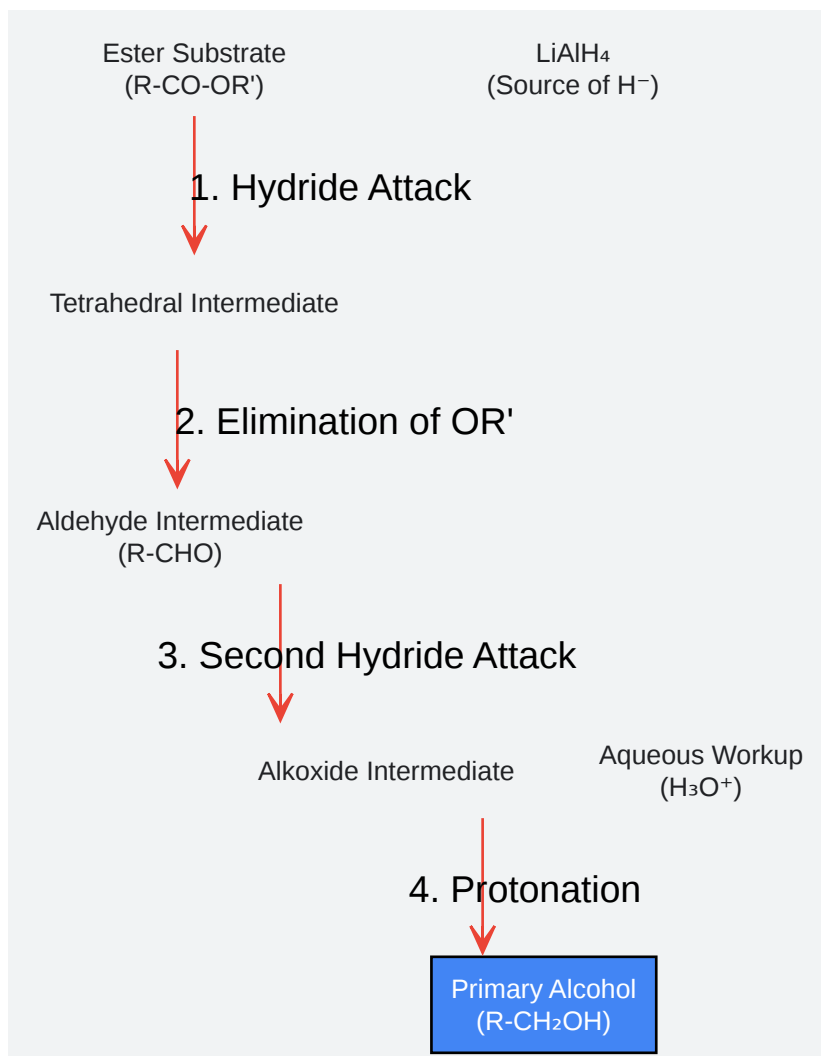 Ester Substrate
(R-CO-OR')
LiAlH₄
(Source of H⁻)
1. Hydride Attack
Tetrahedral Intermediate
2. Elimination of OR'
Aldehyde Intermediate
(R-CHO)
3. Second Hydride Attack
Alkoxide Intermediate
Aqueous Workup
(H₃O⁺)
4. Protonation
Primary Alcohol
(R-CH₂OH)